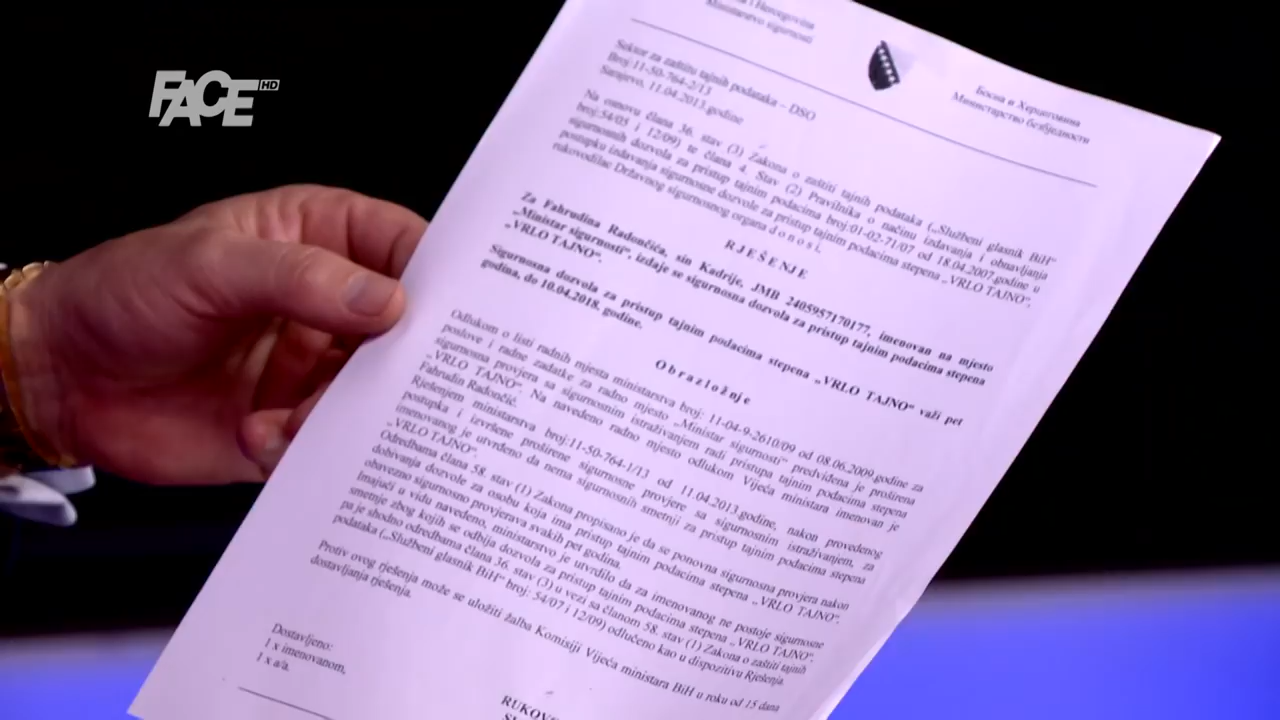 FACE HD
Bosna i Hercegovina
Ministarstvo sigurnosti
Босна и Херцеговина
Министарство безбједности
Sektor za zaštitu tajnih podataka – DSO
Broj:11-50-764-2/13
Sarajevo, 11.04.2013.godine
Na osnovu člana 36. stav (3) Zakona o zaštiti tajnih podataka („Službeni glasnik BiH"
broj:54/05 i 12/09) te člana 4. Stav (2) Pravilnika o načinu izdavanja i obnavljanja
sigurnosnih dozvola za pristup tajnim podacima broj:01-02-71/07 od 18.04.2007.godine u
postupku izdavanja sigurnosne dozvole za pristup tajnim podacima stepena „VRLO TAJNO",
rukovodilac Državnog sigurnosnog organa d o n o s i,
RJEŠENJE
Za Fahrudina Radončića, sin Kadrije, JMB 2405957170177, imenovan na mjesto
„Ministar sigurnosti", izdaje se sigurnosna dozvola za pristup tajnim podacima stepena
„VRLO TAJNO".
Sigurnosna dozvola za pristup tajnim podacima stepena „VRLO TAJNO" važi pet
godina, do 10.04.2018. godine.
O b r a z l o ž nj e
Odlukom o listi radnih mjesta ministarstva broj: 11-04-9-2610/09 od 08.06.2009.godine za
poslove i radne zadatke za radno mjesto „Ministar sigurnosti" predviđena je proširena
sigurnosna provjera sa sigurnosnim istraživanjem radi pristupa tajnim podacima stepena
„VRLO TAJNO". Na navedeno radno mjesto odlukom Vijeća ministara imenovan je
Fahrudin Radončić.
Rješenjem ministarstva broj:11-50-764-1/13 od 11.04.2013.godine, nakon provedenog
postupka i izvršene proširene sigurnosne provjere sa sigurnosnim istraživanjem, za
imenovanog je utvrđeno da nema sigurnosnih smetnji za pristup tajnim podacima stepena
„VRLO TAJNO".
Odredbama člana 58. stav (1) Zakona propisano je da se ponovna sigurnosna provjera nakon
dobivanja dozvole za osobu koja ima pristup tajnim podacima stepena „VRLO TAJNO"
obavezno sigurnosno provjerava svakih pet godina.
Imajući u vidu navedeno, ministarstvo je utvrdilo da za imenovanog ne postoje sigurnosne
smetnje zbog kojih se odbija dozvola za pristup tajnim podacima stepena „VRLO TAJNO",
pa je shodno odredbama člana 36. stav (3) u vezi sa članom 58. stav (1) Zakona o zaštiti tajnih
podataka („Službeni glasnik BiH" broj: 54/07 i 12/09) odlučeno kao u dispozitivu Rješenja.
Protiv ovog rješenja može se uložiti žalba Komisiji Vijeća ministara BiH u roku od 15 dana
dostavljanja rješenja.
Dostavljeno:
1 x imenovanom,
1 x a/a.